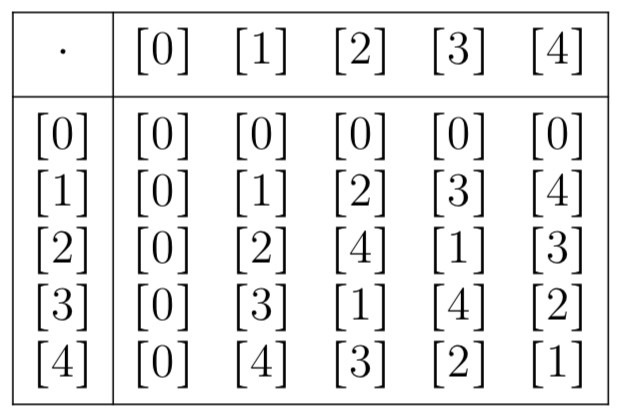 · [0] [1] [2] [3] [4]
[0] [0] [0] [0] [0] [0]
[1] [0] [1] [2] [3] [4]
[2] [0] [2] [4] [1] [3]
[3] [0] [3] [1] [4] [2]
[4] [0] [4] [3] [2] [1]